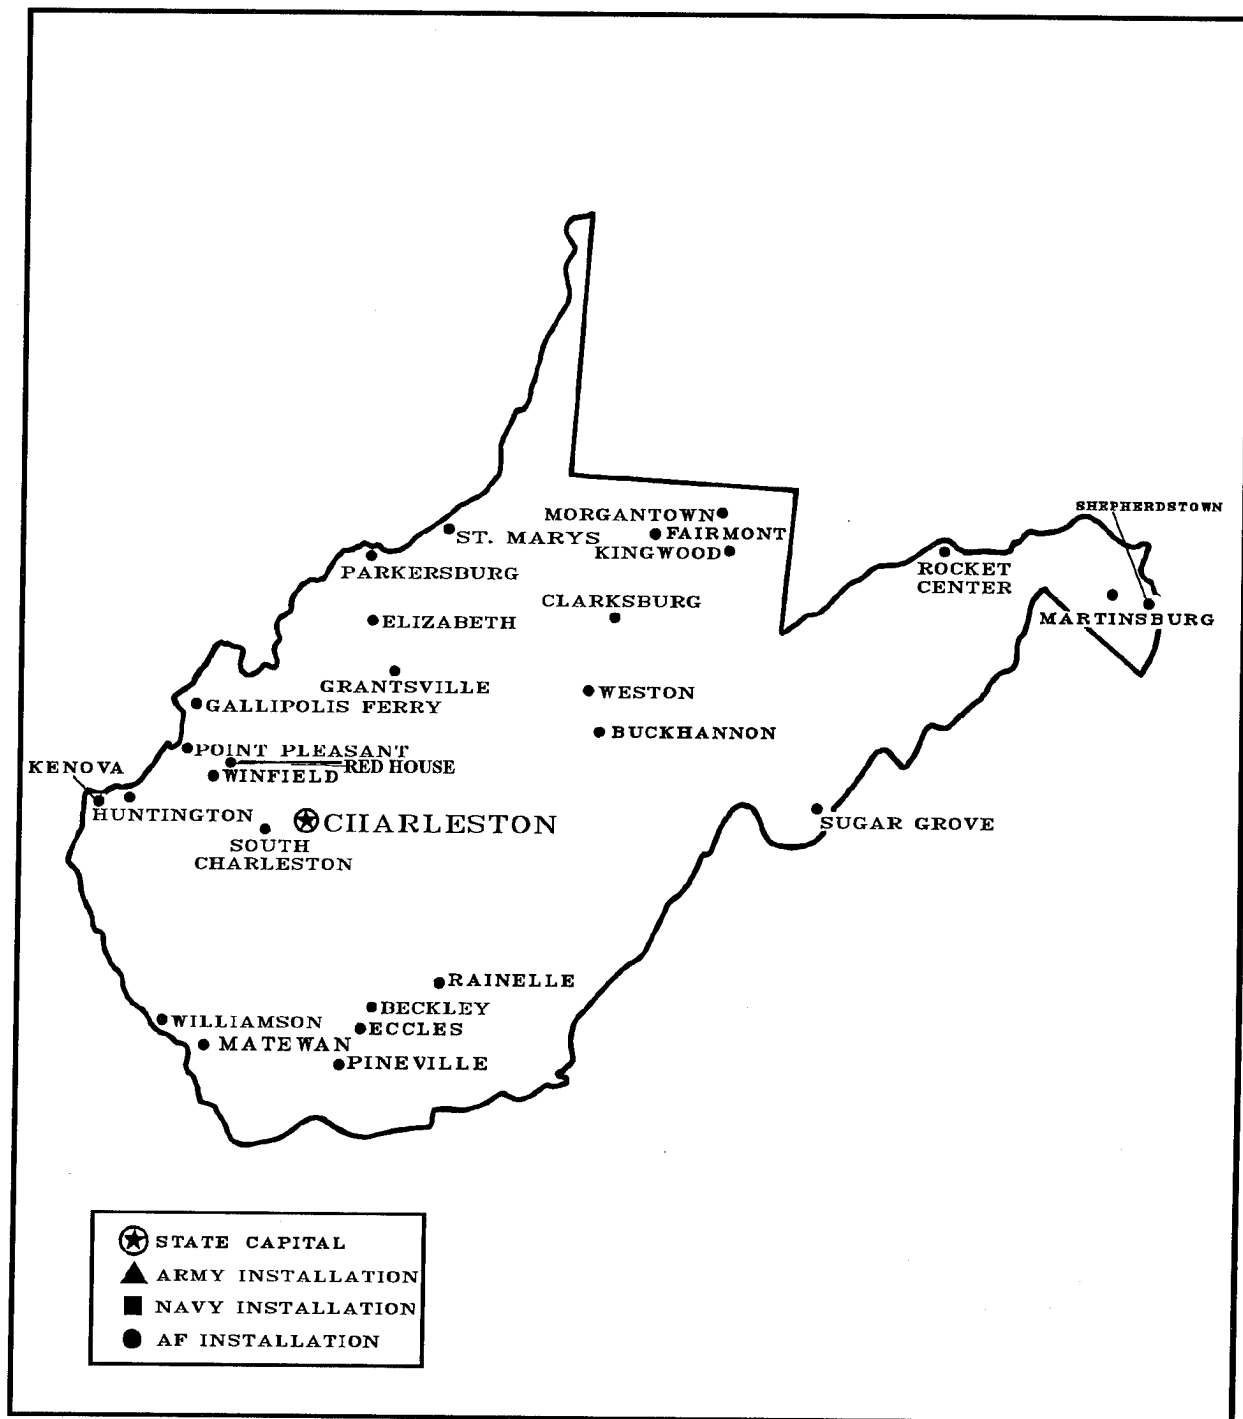 SHEPHERDSTOWN
MORGANTOWN
ST. MARYS
FAIRMONT
KINGWOOD
PARKERSBURG
ROCKET
CENTER
CLARKSBURG
ELIZABETH
MARTINSBURG
GRANTSVILLE
WESTON
GALLIPOLIS FERRY
BUCKHANNON
POINT PLEASANT
KENOVA
RED HOUSE
WINFIELD
HUNTINGTON
CHARLESTON
SUGAR GROVE
SOUTH
CHARLESTON
RAINELLE
BECKLEY
WILLIAMSON
ECCLES
MATEWAN
PINEVILLE
STATE CAPITAL
ARMY INSTALLATION
NAVY INSTALLATION
AF INSTALLATION